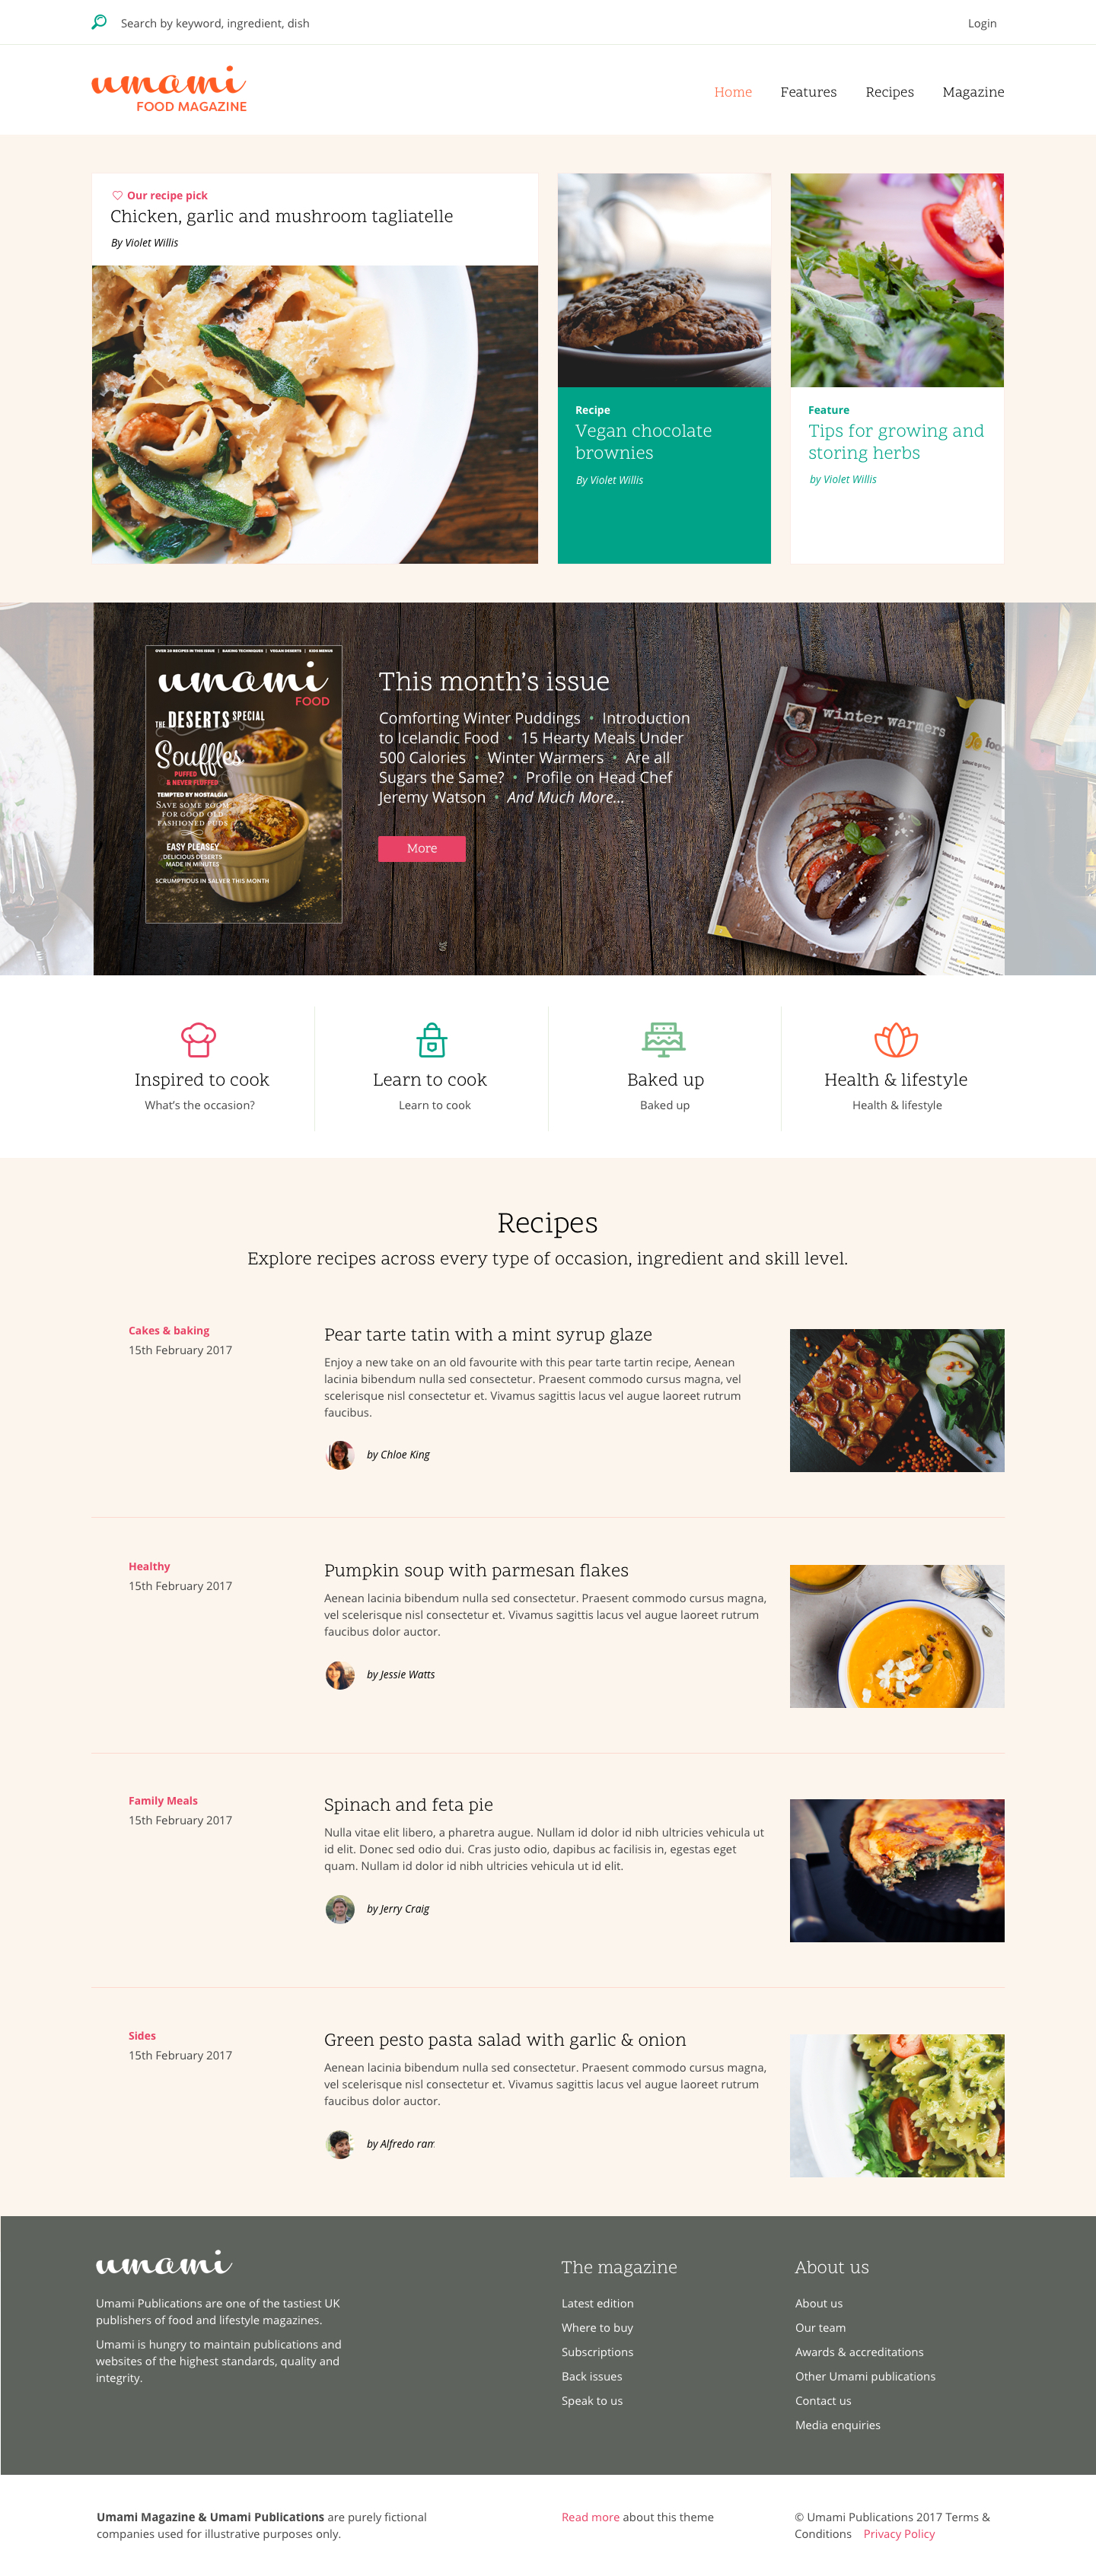 Search by keyword, ingredient, dish
Login
umami
FOOD MAGAZINE
Home
Features
Recipes
Magazine
Our recipe pick
Chicken, garlic and mushroom tagliatelle
By Violet Willis
Recipe
Vegan chocolate
brownies
By Violet Willis
Feature
Tips for growing and
storing herbs
by Violet Willis
OVER 20 RECIPES IN THIS ISSUE | BAKING TECHNIQUES | VEGAN DESERTS | KIDS MENUS
umami
FOOD
THE DESERTS SPECIAL
Souffles
PUFFED
& NEVER FLUFFED
TEMPTED BY NOSTALGIA
SAVE SOME ROOM
FOR GOOD OLD
FASHIONED PUDS
EASY PLEASEY
DELICIOUS DESERTS
MADE IN MINUTES
SCRUMPTIOUS IN SALVER THIS MONTH
This month's issue
Comforting Winter Puddings • Introduction
to Icelandic Food • 15 Hearty Meals Under
500 Calories • Winter Warmers • Are all
Sugars the Same? • Profile on Head Chef
Jeremy Watson • And Much More...
More
winter warmers
Inspired to cook
What's the occasion?
Learn to cook
Learn to cook
Baked up
Baked up
Health & lifestyle
Health & lifestyle
Recipes
Explore recipes across every type of occasion, ingredient and skill level.
Cakes & baking
15th February 2017
Pear tarte tatin with a mint syrup glaze
Enjoy a new take on an old favourite with this pear tarte tartin recipe, Aenean
lacinia bibendum nulla sed consectetur. Praesent commodo cursus magna, vel
scelerisque nisl consectetur et. Vivamus sagittis lacus vel augue laoreet rutrum
faucibus.
by Chloe King
Healthy
15th February 2017
Pumpkin soup with parmesan flakes
Aenean lacinia bibendum nulla sed consectetur. Praesent commodo cursus magna,
vel scelerisque nisl consectetur et. Vivamus sagittis lacus vel augue laoreet rutrum
faucibus dolor auctor.
by Jessie Watts
Family Meals
15th February 2017
Spinach and feta pie
Nulla vitae elit libero, a pharetra augue. Nullam id dolor id nibh ultricies vehicula ut
id elit. Donec sed odio dui. Cras justo odio, dapibus ac facilisis in, egestas eget
quam. Nullam id dolor id nibh ultricies vehicula ut id elit.
by Jerry Craig
Sides
15th February 2017
Green pesto pasta salad with garlic & onion
Aenean lacinia bibendum nulla sed consectetur. Praesent commodo cursus magna,
vel scelerisque nisl consectetur et. Vivamus sagittis lacus vel augue laoreet rutrum
faucibus dolor auctor.
by Alfredo ram
umami
Umami Publications are one of the tastiest UK
publishers of food and lifestyle magazines.
Umami is hungry to maintain publications and
websites of the highest standards, quality and
integrity.
The magazine
Latest edition
Where to buy
Subscriptions
Back issues
Speak to us
About us
About us
Our team
Awards & accreditations
Other Umami publications
Contact us
Media enquiries
Umami Magazine & Umami Publications are purely fictional
companies used for illustrative purposes only.
Read more about this theme
© Umami Publications 2017 Terms &
Conditions Privacy Policy